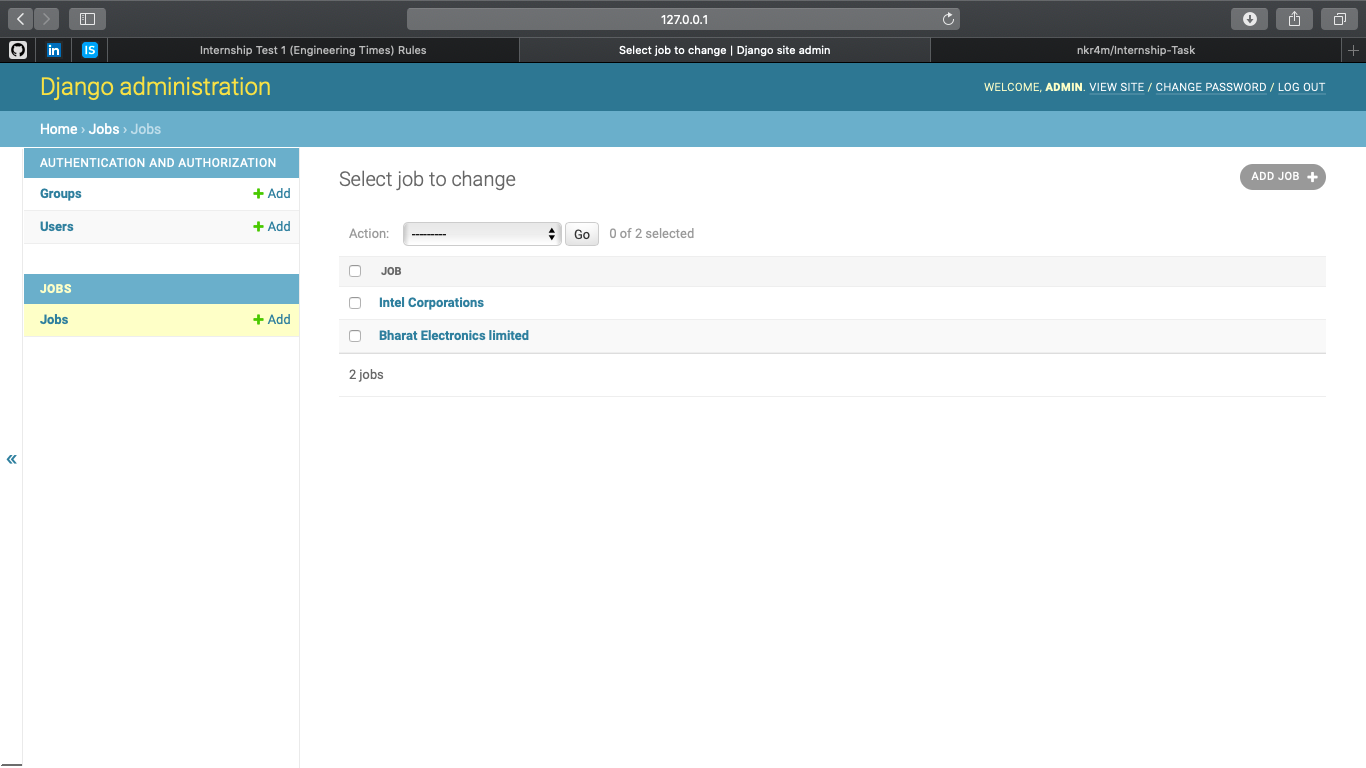 127.0.0.1
in
IS
Internship Test 1 (Engineering Times) Rules
Select job to change | Django site admin
nkr4m/Internship-Task
Django administration
WELCOME, ADMIN. VIEW SITE / CHANGE PASSWORD / LOG OUT
Home › Jobs › Jobs
AUTHENTICATION AND AUTHORIZATION
Groups + Add
Users + Add
JOBS
Jobs + Add
«
Select job to change
ADD JOB +
Action: --------- Go 0 of 2 selected
JOB
Intel Corporations
Bharat Electronics limited
2 jobs